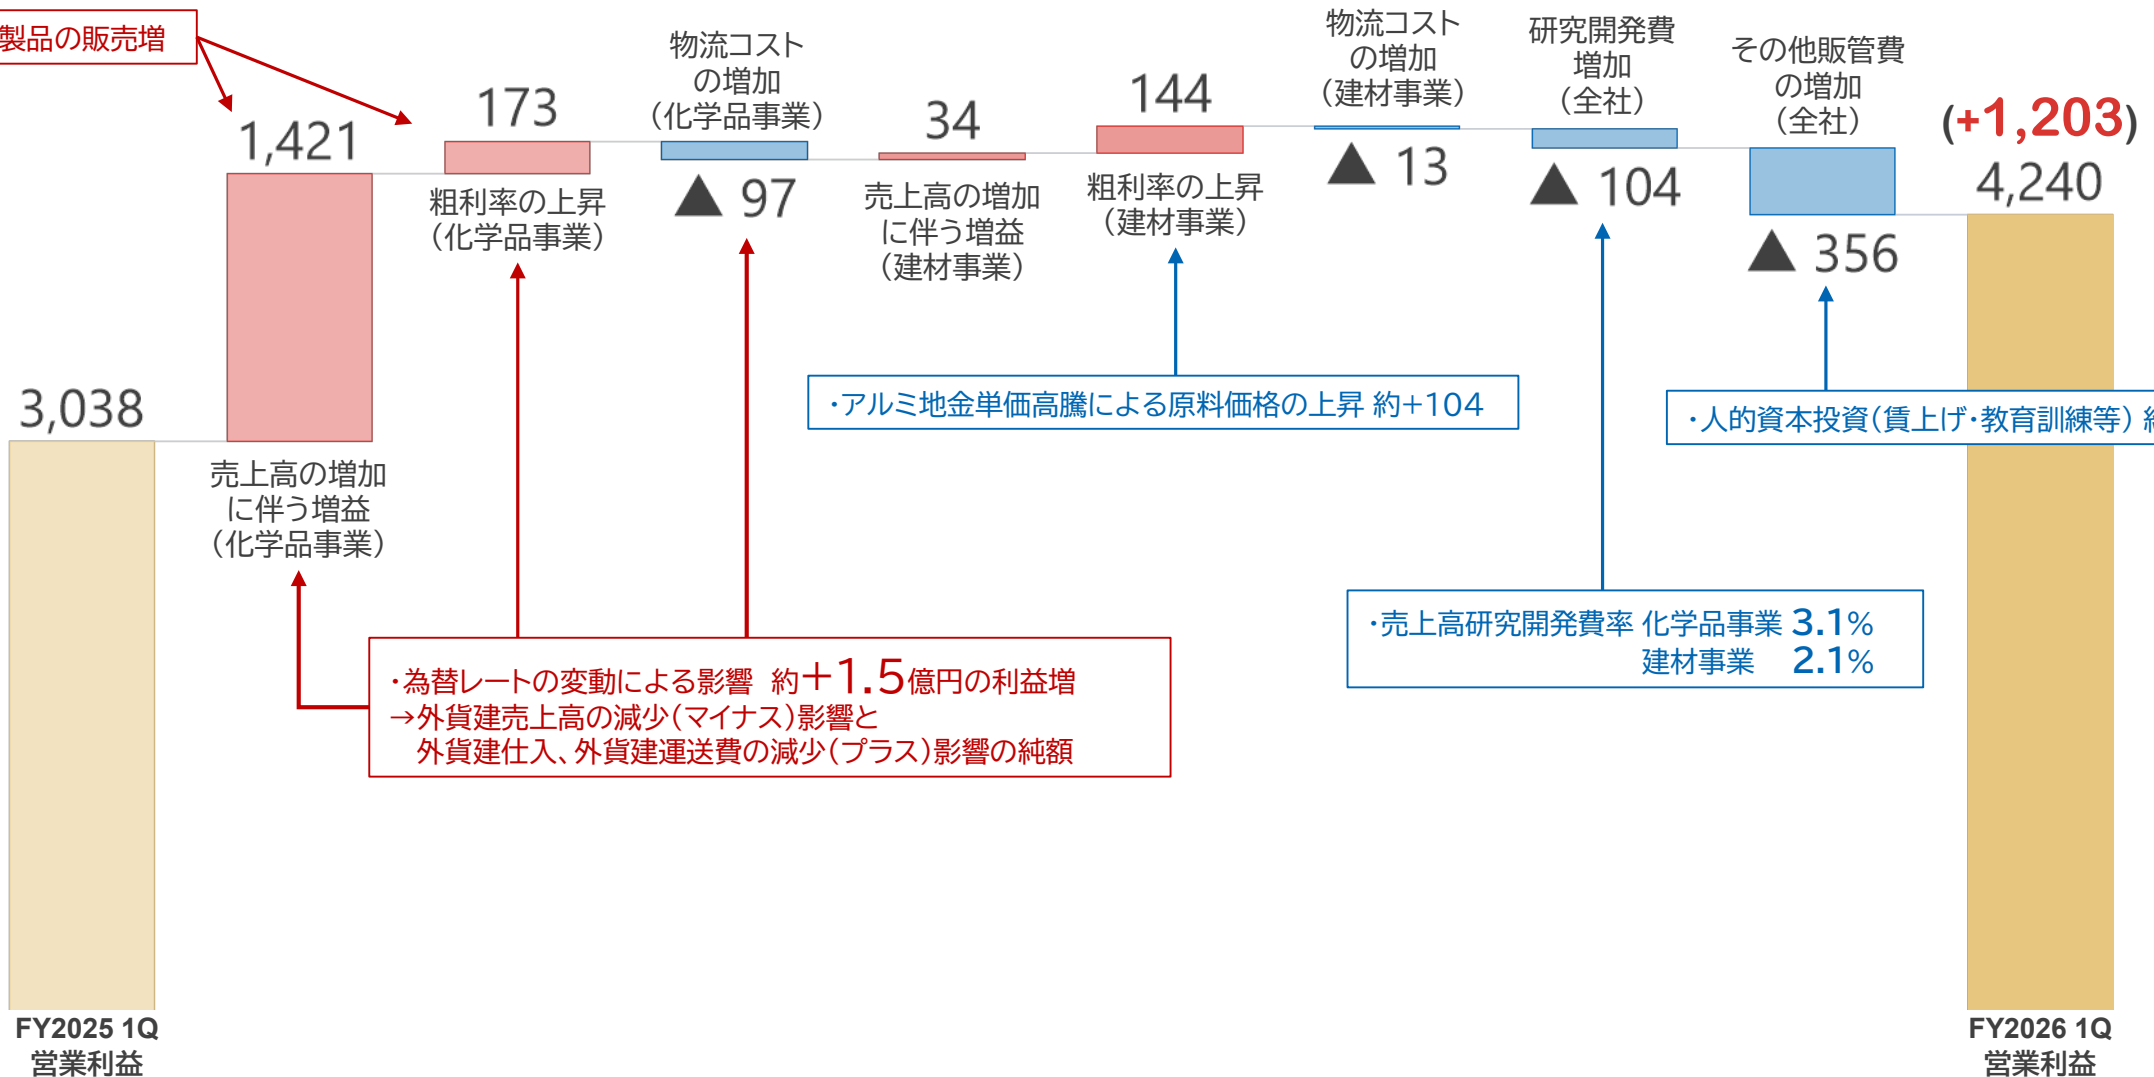 製品の販売増
3,038
FY2025 1Q
営業利益
1,421
売上高の増加
に伴う増益
（化学品事業）
173
粗利率の上昇
（化学品事業）
物流コスト
の増加
（化学品事業）
▲ 97
34
売上高の増加
に伴う増益
（建材事業）
144
粗利率の上昇
（建材事業）
物流コスト
の増加
（建材事業）
▲ 13
研究開発費
増加
（全社）
▲ 104
その他販管費
の増加
（全社）
▲ 356
(+1,203)
4,240
FY2026 1Q
営業利益
・アルミ地金単価高騰による原料価格の上昇 約+104
・人的資本投資（賃上げ・教育訓練等）
・売上高研究開発費率 化学品事業 3.1%
建材事業 2.1%
・為替レートの変動による影響 約+1.5億円の利益増
→外貨建売上高の減少（マイナス）影響と
外貨建仕入、外貨建運送費の減少（プラス）影響の純額